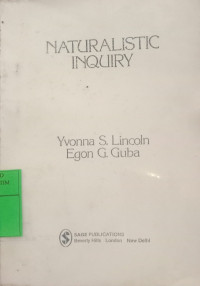 NATURALISTIC
INQUIRY
Yvonna S. Lincoln
Egon G. Guba
S
SAGE PUBLICATIONS
Beverly Hills London New Delhi